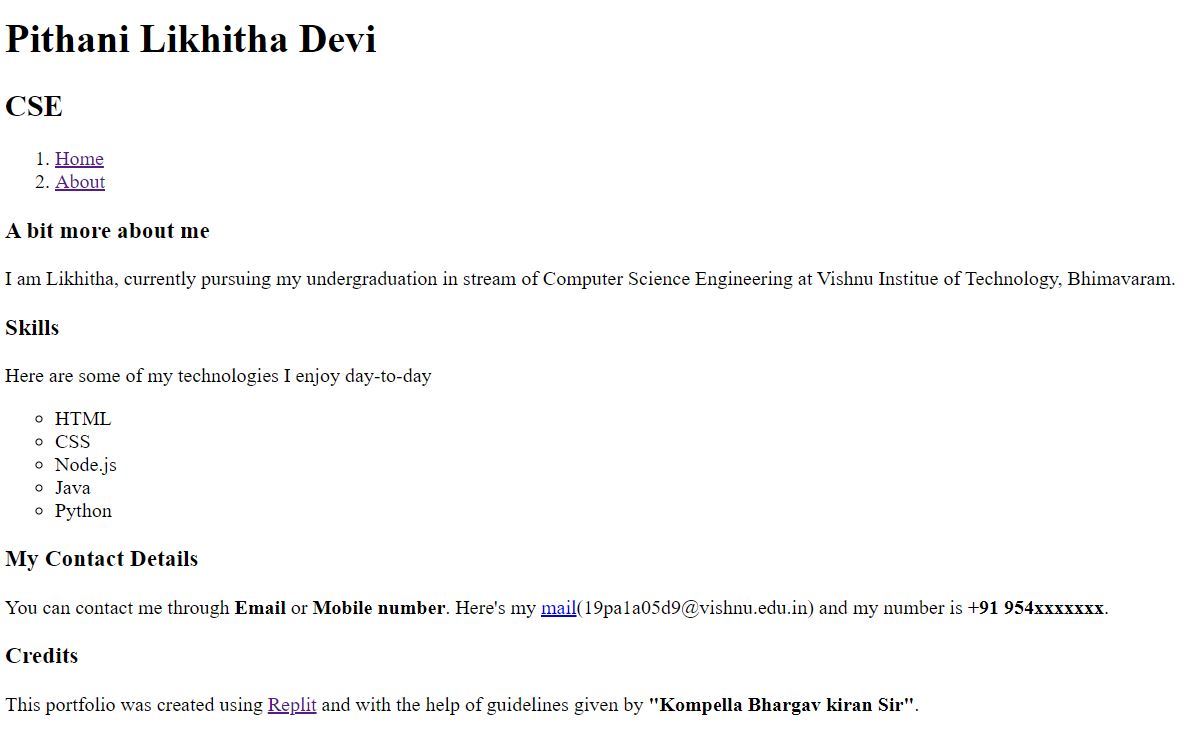 Pithani Likhitha Devi
CSE
1. Home
2. About
A bit more about me
I am Likhitha, currently pursuing my undergraduation in stream of Computer Science Engineering at Vishnu Institue of Technology, Bhimavaram.
Skills
Here are some of my technologies I enjoy day-to-day
HTML
CSS
Node.js
Java
Python
My Contact Details
You can contact me through Email or Mobile number. Here's my mail(19pa1a05d9@vishnu.edu.in) and my number is +91 954xxxxxxx.
Credits
This portfolio was created using Replit and with the help of guidelines given by "Kompella Bhargav kiran Sir".